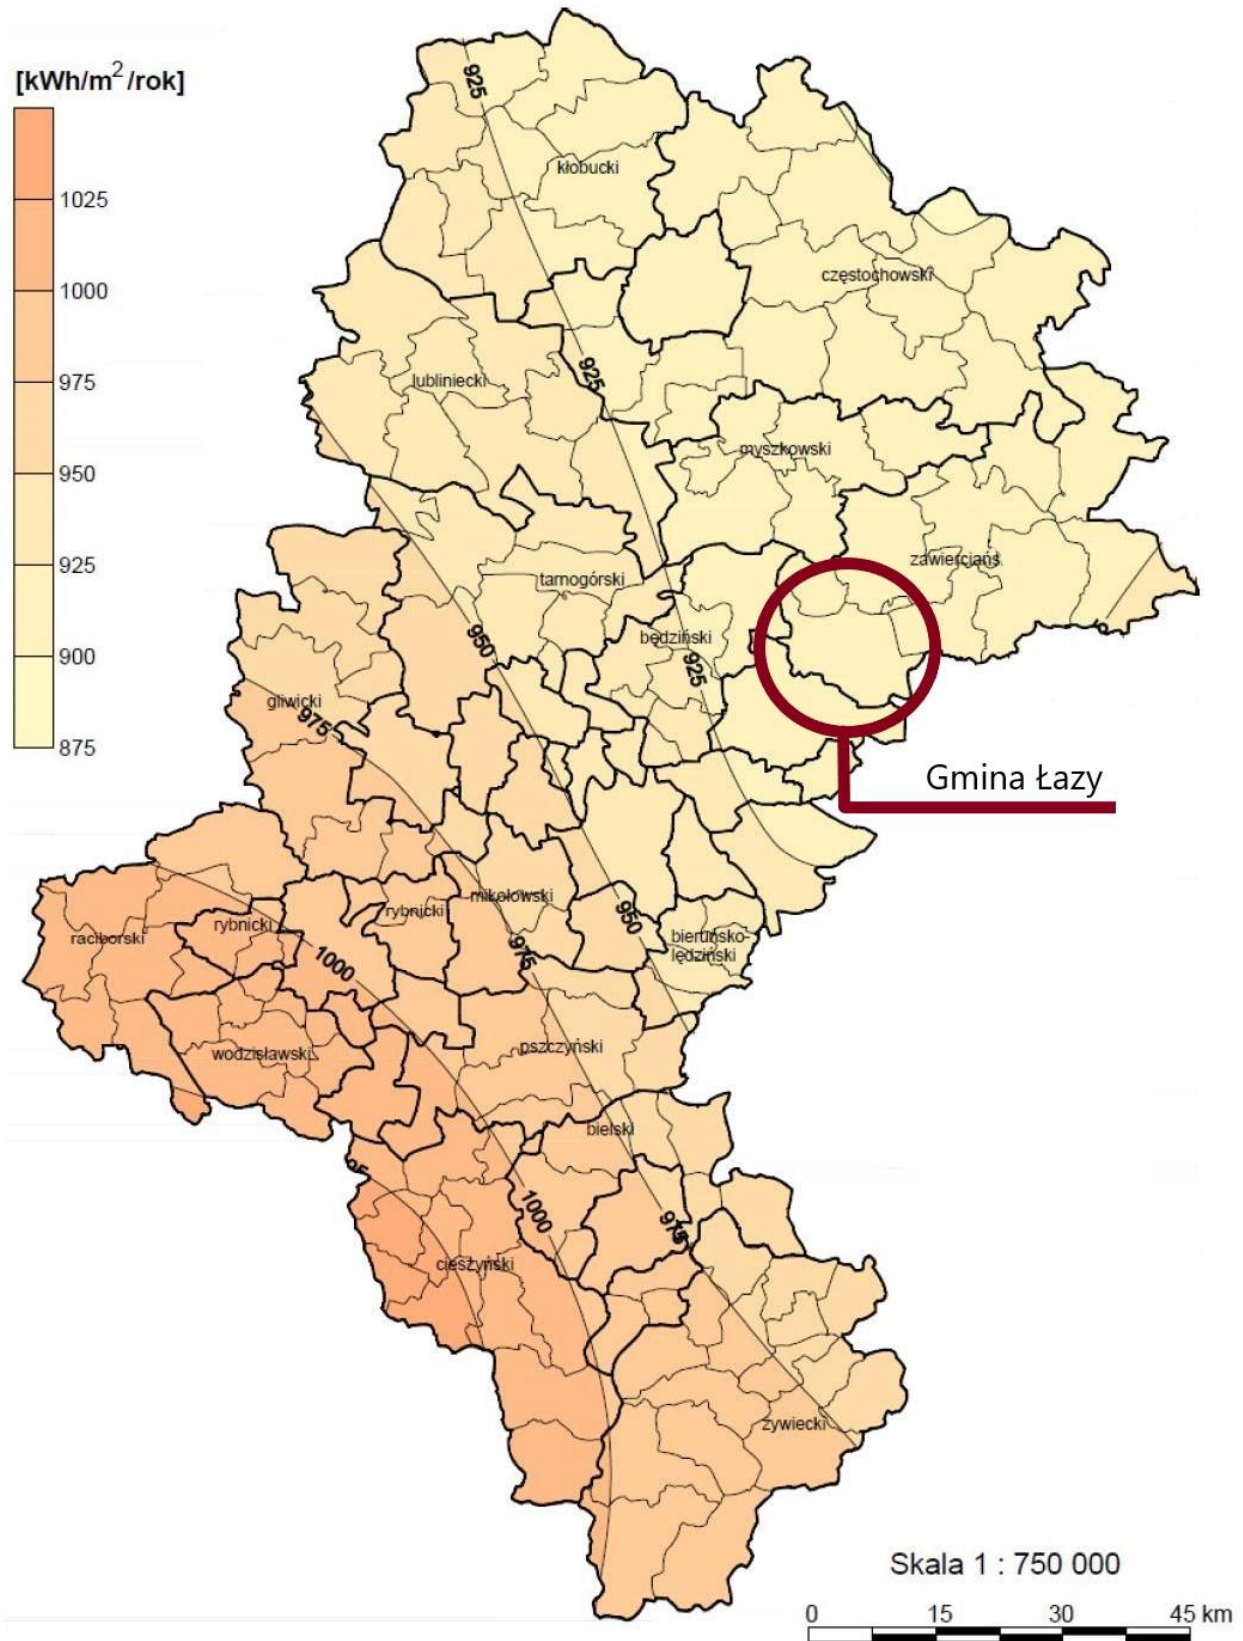 [kWh/m²/rok]
1025
1000
975
950
925
900
875
925
kłobucki
częstochowski
925
lubliniecki
myszkowski
zawierciańs
tarnogórski
950
będziński
925
gliwicki
975
Gmina Łazy
mikołowski
rybnicki
950
rybnicki
raciborski
bieruńsko-
lędziński
975
1000
pszczyński
wodzisławski
bielski
1000
975
cieszyński
żywiecki
Skala 1 : 750 000
0 15 30 45 km